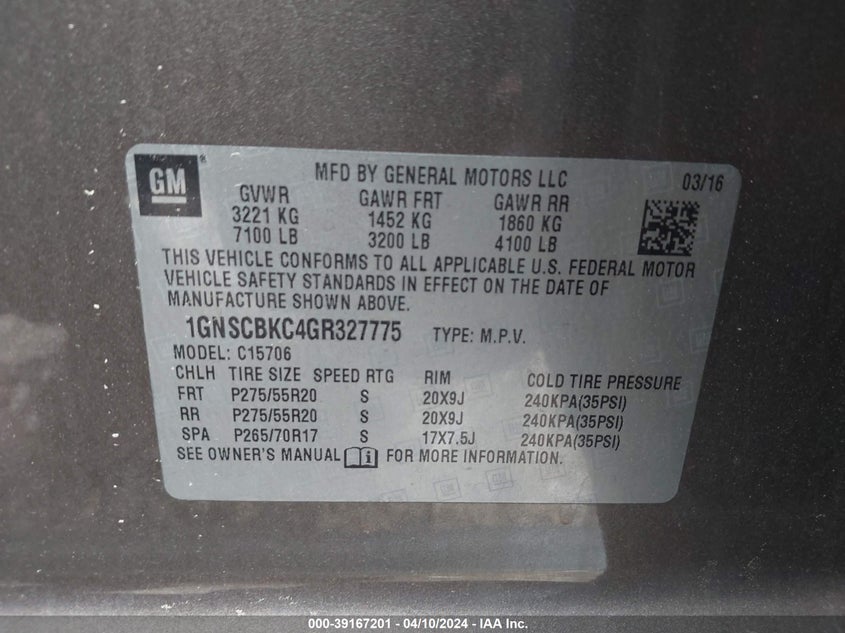 GM
MFD BY GENERAL MOTORS LLC 03/16
GVWR GAWR FRT GAWR RR
3221 KG 1452 KG 1860 KG
7100 LB 3200 LB 4100 LB
THIS VEHICLE CONFORMS TO ALL APPLICABLE U.S. FEDERAL MOTOR
VEHICLE SAFETY STANDARDS IN EFFECT ON THE DATE OF
MANUFACTURE SHOWN ABOVE.
1GNSCBKC4GR327775 TYPE: M.P.V.
MODEL: C15706
CHLH TIRE SIZE SPEED RTG RIM COLD TIRE PRESSURE
FRT P275/55R20 S 20X9J 240KPA(35PSI)
RR P275/55R20 S 20X9J 240KPA(35PSI)
SPA P265/70R17 S 17X7.5J 240KPA(35PSI)
SEE OWNER'S MANUAL FOR MORE INFORMATION.
000-39167201 - 04/10/2024 - IAA Inc.